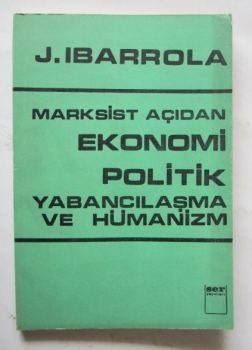 J. IBARROLA
MARKSİST AÇIDAN
EKONOMİ
POLİTİK
YABANCILAŞMA
VE HÜMANİZM
ser